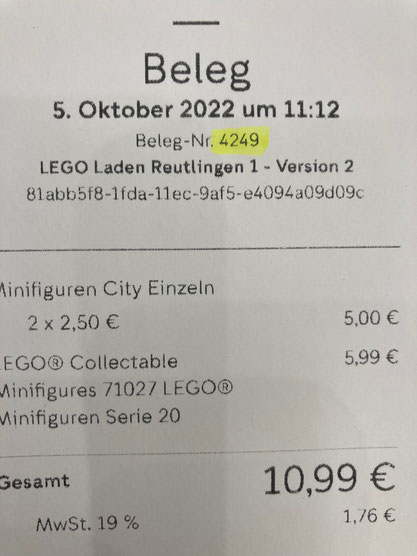 Beleg
5. Oktober 2022 um 11:12
Beleg-Nr. 4249
LEGO Laden Reutlingen 1 - Version 2
81abb5f8-1fda-11ec-9af5-e4094a09d09c
Minifiguren City Einzeln
2 x 2,50 € 5,00 €
LEGO® Collectable 5,99 €
Minifigures 71027 LEGO®
Minifiguren Serie 20
Gesamt 10,99 €
MwSt. 19 % 1,76 €